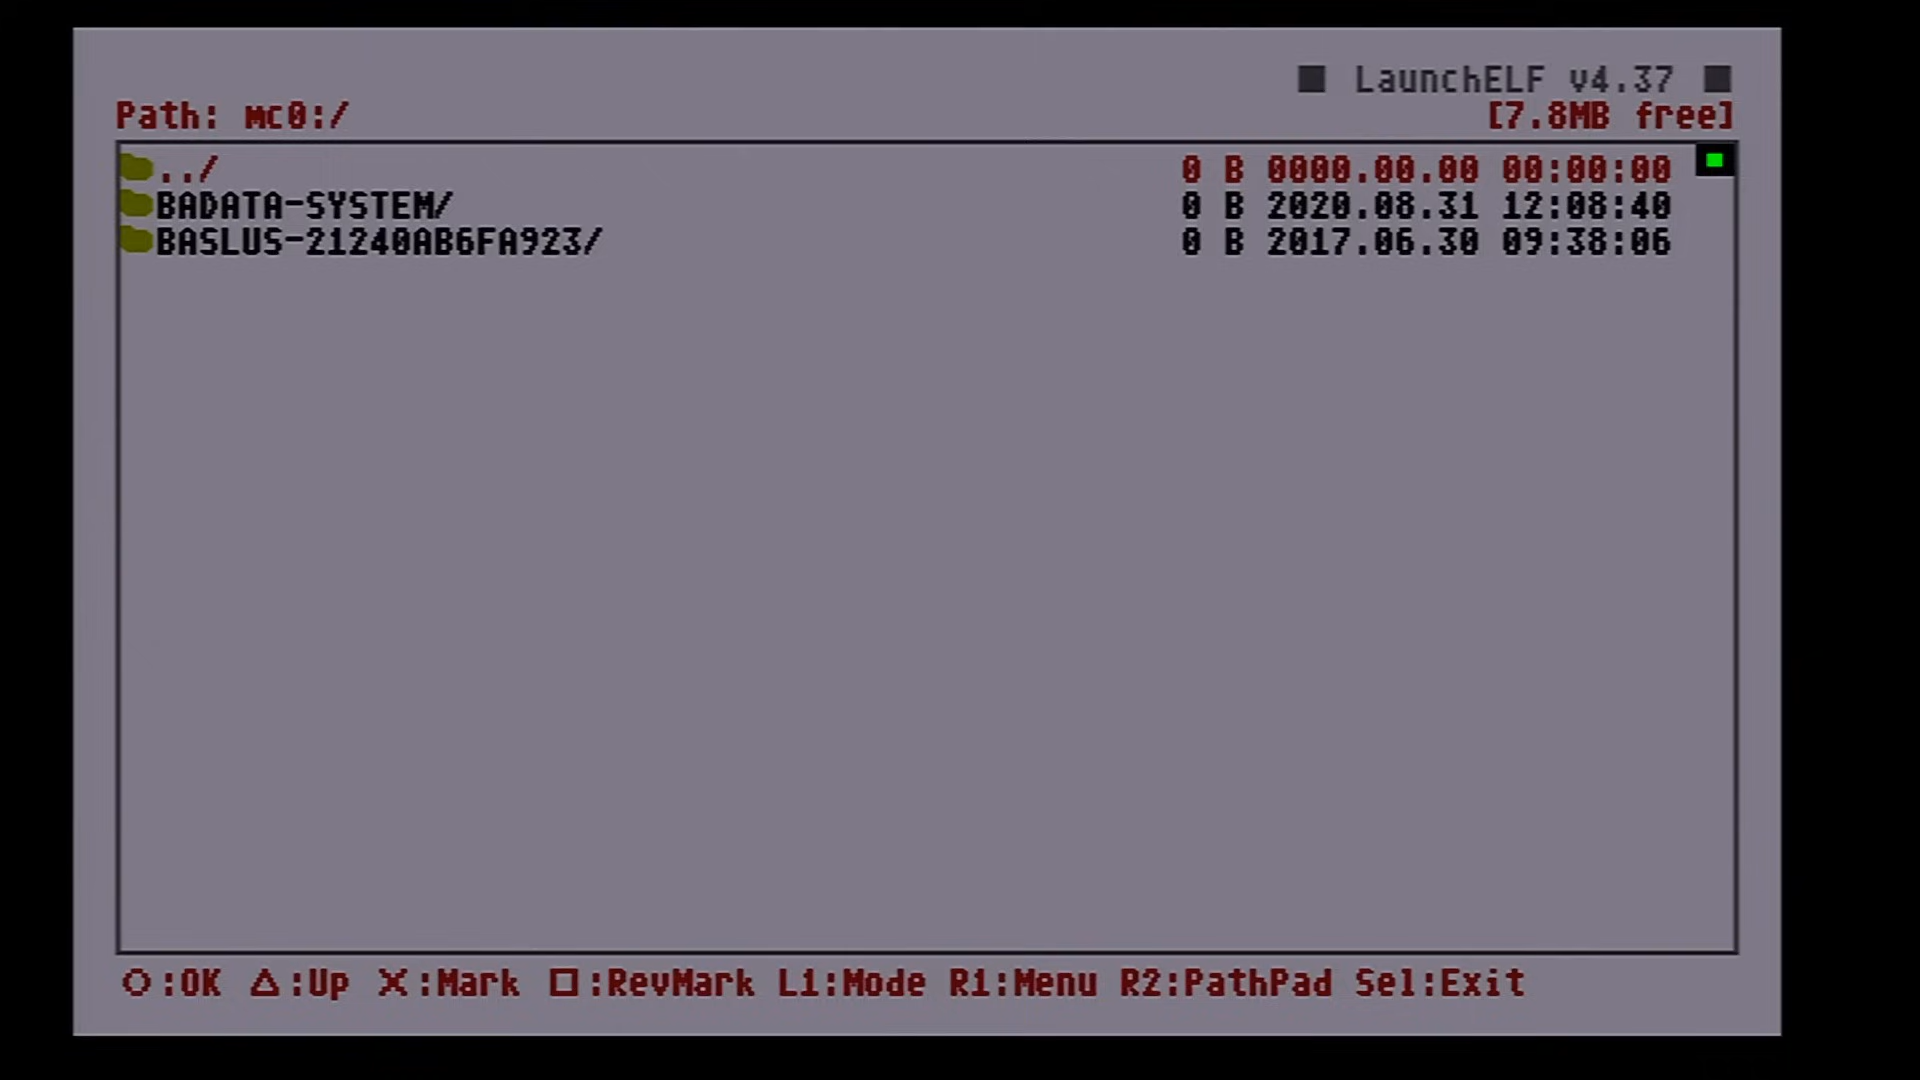 LaunchELF v4.37
Path: mc0:/ [7.8MB free]
../ 0 B 0000.00.00 00:00:00
BADATA-SYSTEM/ 0 B 2020.08.31 12:08:40
BASLUS-21240AB6FA923/ 0 B 2017.06.30 09:38:06
○:OK △:Up X:Mark □:RevMark L1:Mode R1:Menu R2:PathPad Sel:Exit